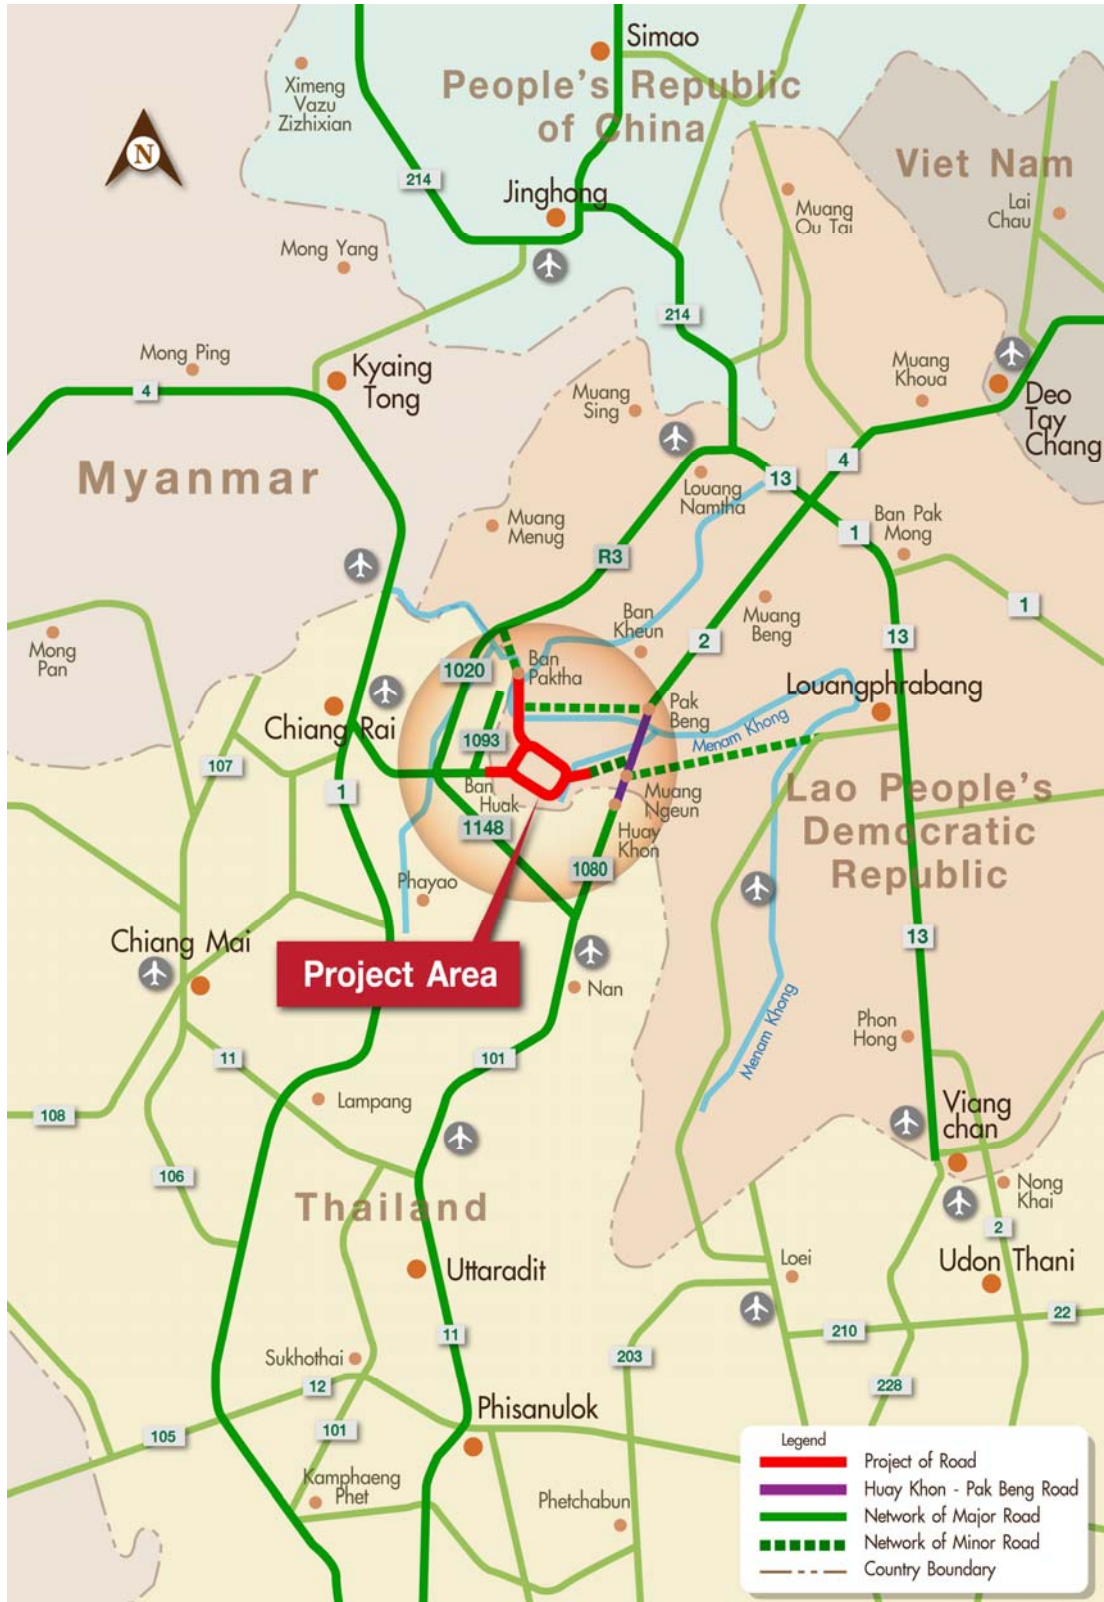 Simao
People's Republic
of China
Ximeng
Vazu
Zizhixian
N
214
Jinghong
Viet Nam
Lai
Chau
Muang
Ou Tai
Mong Yang
214
Mong Ping
Kyaing
Tong
4
Muang
Sing
Muang
Khoua
Deo
Tay
Chang
Myanmar
4
13
Louang
Namtha
Muang
Menug
Ban Pak
Mong
1
R3
1
Mong
Pan
Ban
Kheun
Muang
Beng
2
13
1020
Ban
Paktha
Pak
Beng
Louangphrabang
Menam Khong
Chiang Rai
1093
107
1
Ban
Huak
Muang
Ngeun
Lao People's
Democratic
Republic
1148
Huay
Khon
1080
Phayao
Chiang Mai
13
Project Area
Nan
Menam Khong
Phon
Hong
11
101
108
Lampang
Viang
chan
106
Nong
Khai
Thailand
2
Loei
Udon Thani
Uttaradit
22
210
11
Sukhothai
203
12
228
105
101
Phisanulok
Kamphaeng
Phet
Phetchabun
Legend
Project of Road
Huay Khon - Pak Beng Road
Network of Major Road
Network of Minor Road
Country Boundary